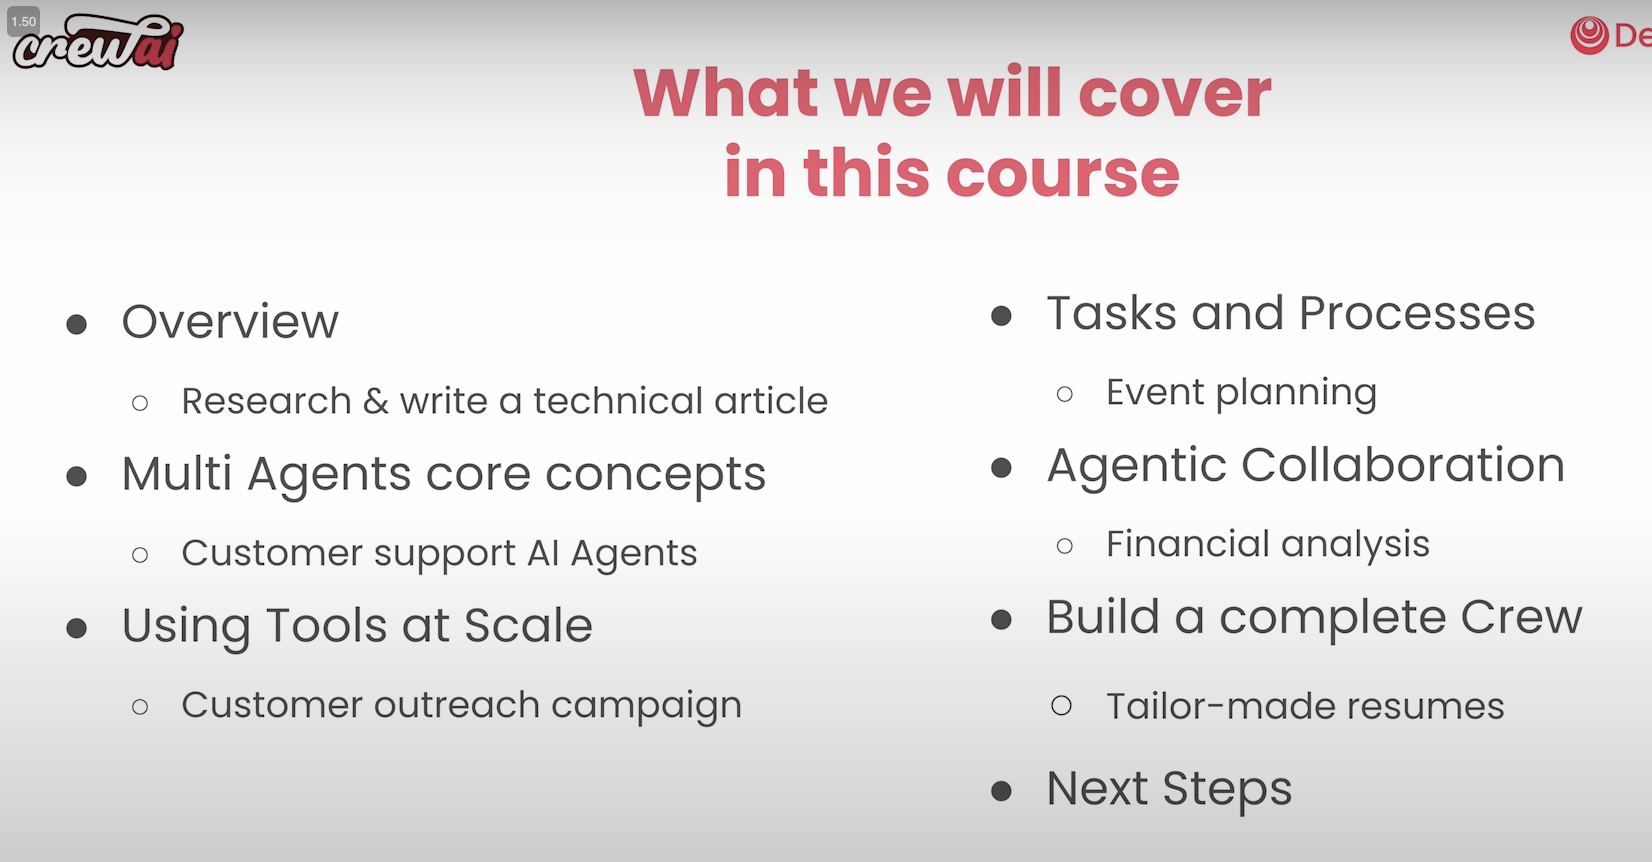 1.50
crewai
De
What we will cover
in this course
● Overview
○ Research & write a technical article
● Multi Agents core concepts
○ Customer support AI Agents
● Using Tools at Scale
○ Customer outreach campaign
● Tasks and Processes
○ Event planning
● Agentic Collaboration
○ Financial analysis
● Build a complete Crew
○ Tailor-made resumes
● Next Steps